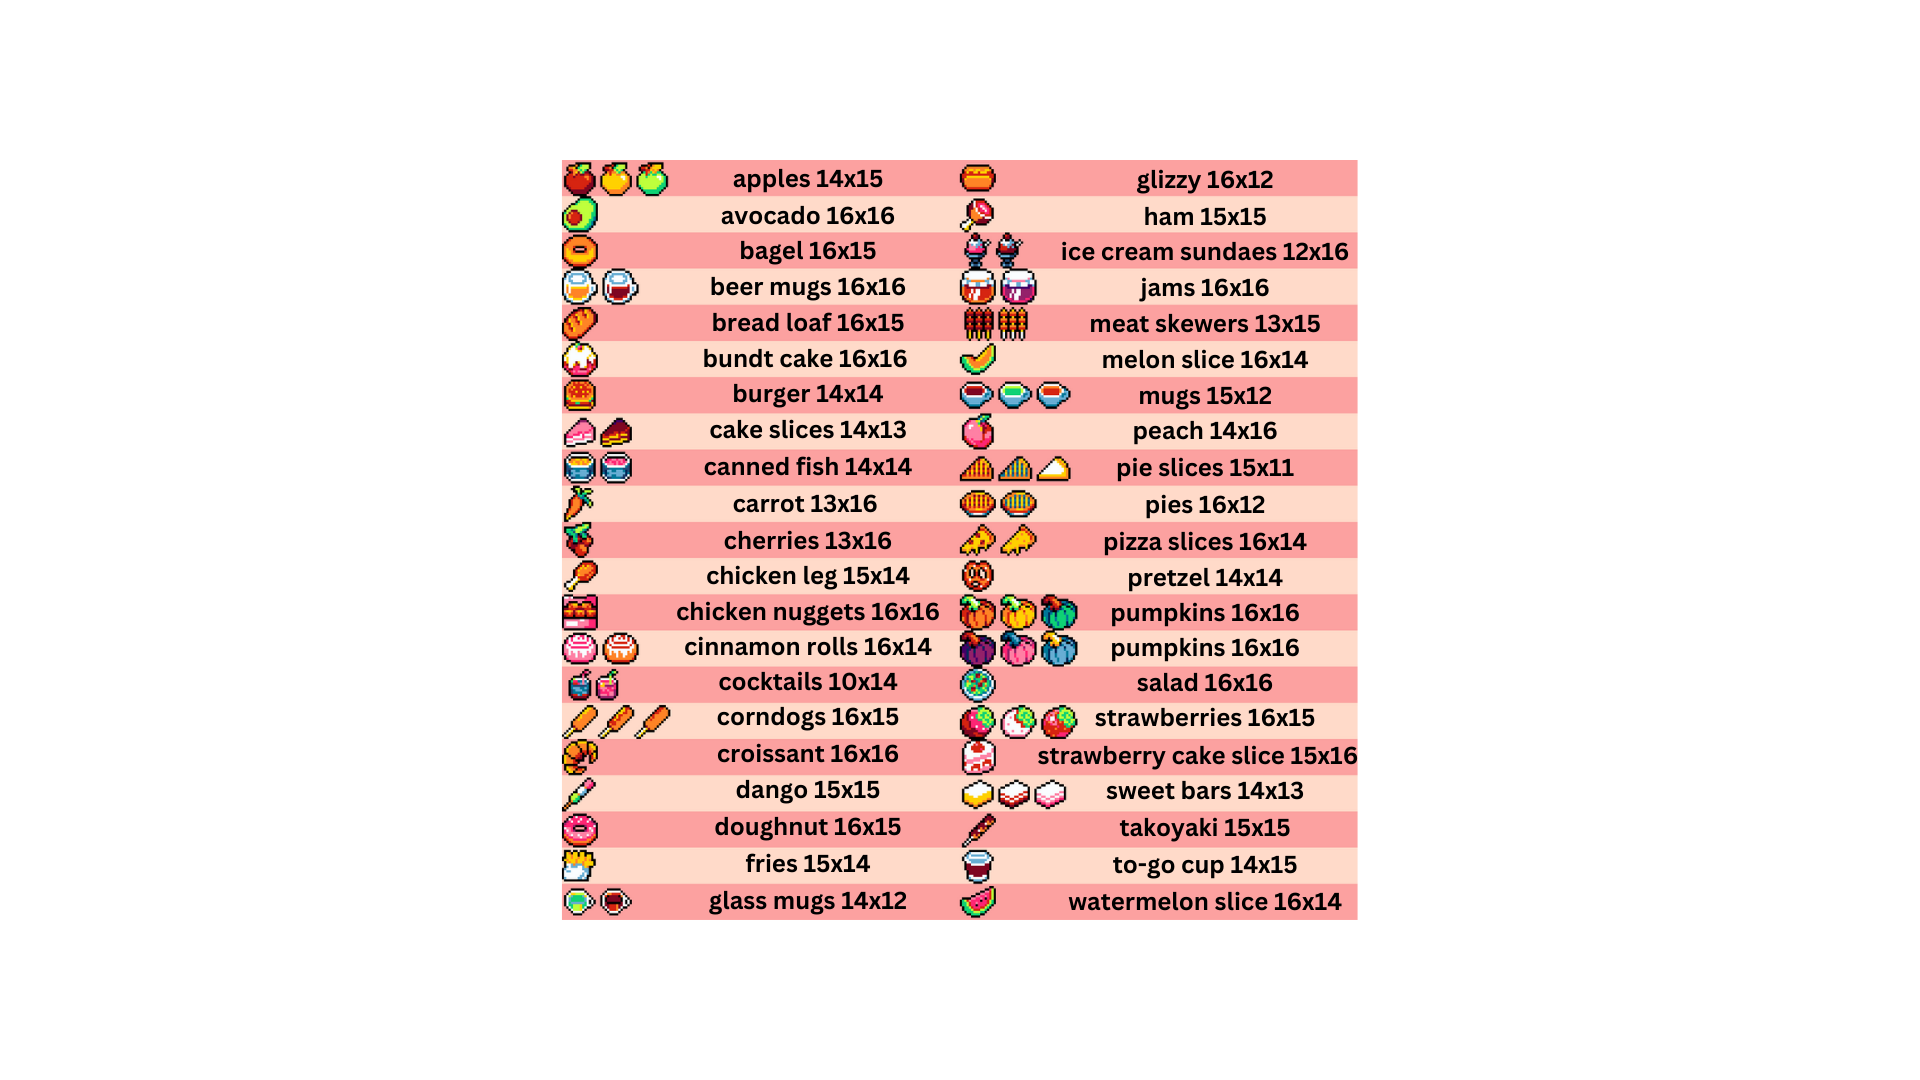 apples 14x15
avocado 16x16
bagel 16x15
beer mugs 16x16
bread loaf 16x15
bundt cake 16x16
burger 14x14
cake slices 14x13
canned fish 14x14
carrot 13x16
cherries 13x16
chicken leg 15x14
chicken nuggets 16x16
cinnamon rolls 16x14
cocktails 10x14
corndogs 16x15
croissant 16x16
dango 15x15
doughnut 16x15
fries 15x14
glass mugs 14x12
glizzy 16x12
ham 15x15
ice cream sundaes 12x16
jams 16x16
meat skewers 13x15
melon slice 16x14
mugs 15x12
peach 14x16
pie slices 15x11
pies 16x12
pizza slices 16x14
pretzel 14x14
pumpkins 16x16
pumpkins 16x16
salad 16x16
strawberries 16x15
strawberry cake slice 15x16
sweet bars 14x13
takoyaki 15x15
to-go cup 14x15
watermelon slice 16x14